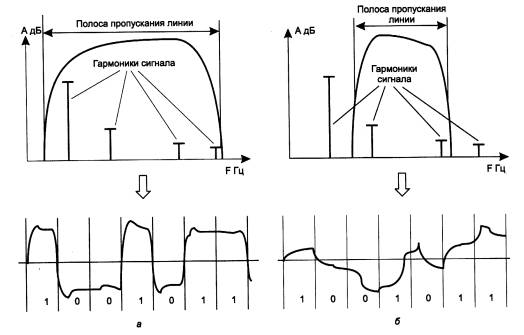 Полоса пропускания линии
А дБ
Гармоники сигнала
F Гц
1 0 0 1 0 1 1
а
Полоса пропускания
линии
А дБ
Гармоники
сигнала
F Гц
1 0 0 1 0 1 1
б